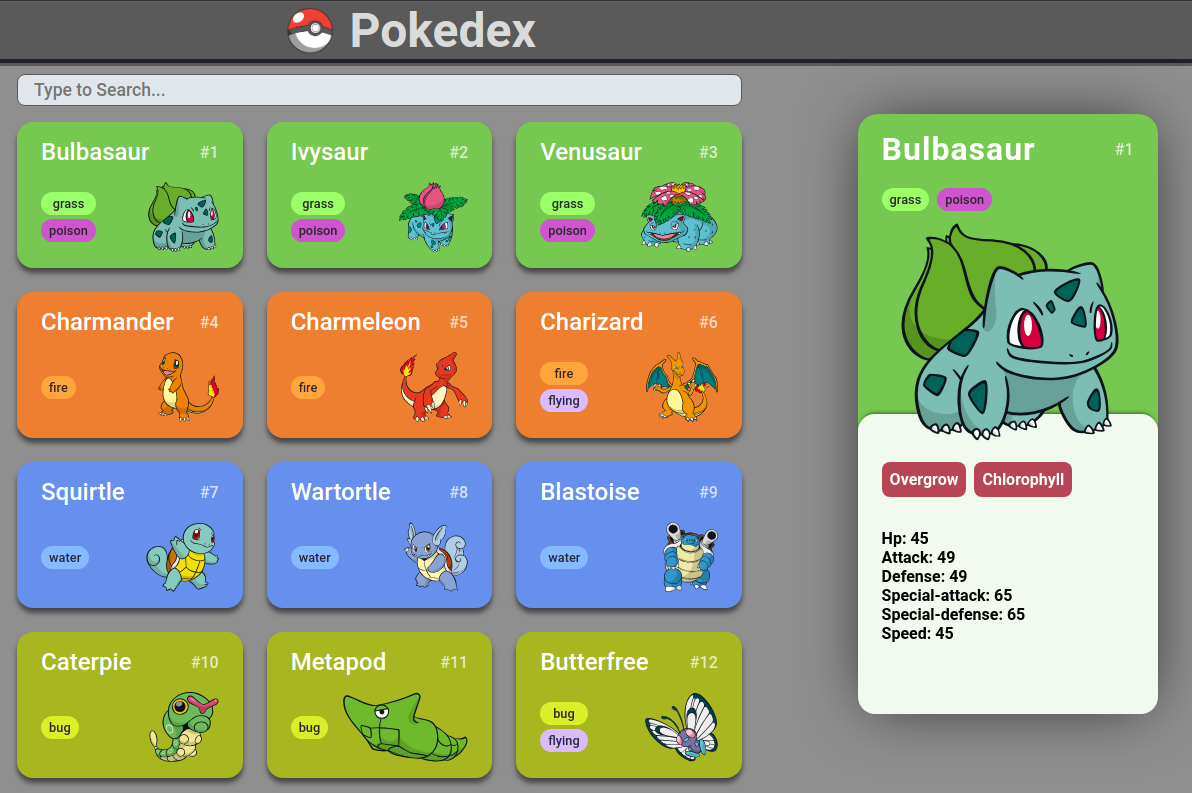 Pokedex
Type to Search...
Bulbasaur #1
grass
poison
Ivysaur #2
grass
poison
Venusaur #3
grass
poison
Charmander #4
fire
Charmeleon #5
fire
Charizard #6
fire
flying
Squirtle #7
water
Wartortle #8
water
Blastoise #9
water
Caterpie #10
bug
Metapod #11
bug
Butterfree #12
bug
flying
Bulbasaur #1
grass poison
Overgrow Chlorophyll
Hp: 45
Attack: 49
Defense: 49
Special-attack: 65
Special-defense: 65
Speed: 45